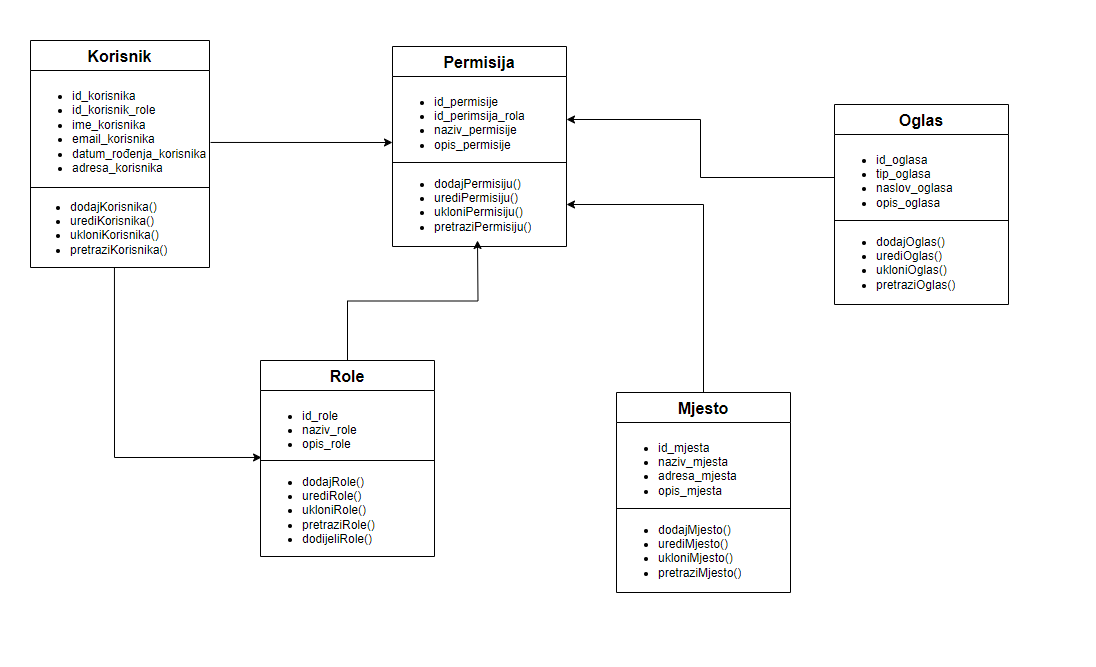 Korisnik
id_korisnika
id_korisnik_role
ime_korisnika
email_korisnika
datum_rođenja_korisnika
adresa_korisnika
dodajKorisnika()
urediKorisnika()
ukloniKorisnika()
pretraziKorisnika()
Permisija
id_permisije
id_perimsija_rola
naziv_permisije
opis_permisije
dodajPermisiju()
urediPermisiju()
ukloniPermisiju()
pretraziPermisiju()
Oglas
id_oglasa
tip_oglasa
naslov_oglasa
opis_oglasa
dodajOglas()
urediOglas()
ukloniOglas()
pretraziOglas()
Role
id_role
naziv_role
opis_role
dodajRole()
urediRole()
ukloniRole()
pretraziRole()
dodijeliRole()
Mjesto
id_mjesta
naziv_mjesta
adresa_mjesta
opis_mjesta
dodajMjesto()
urediMjesto()
ukloniMjesto()
pretraziMjesto()